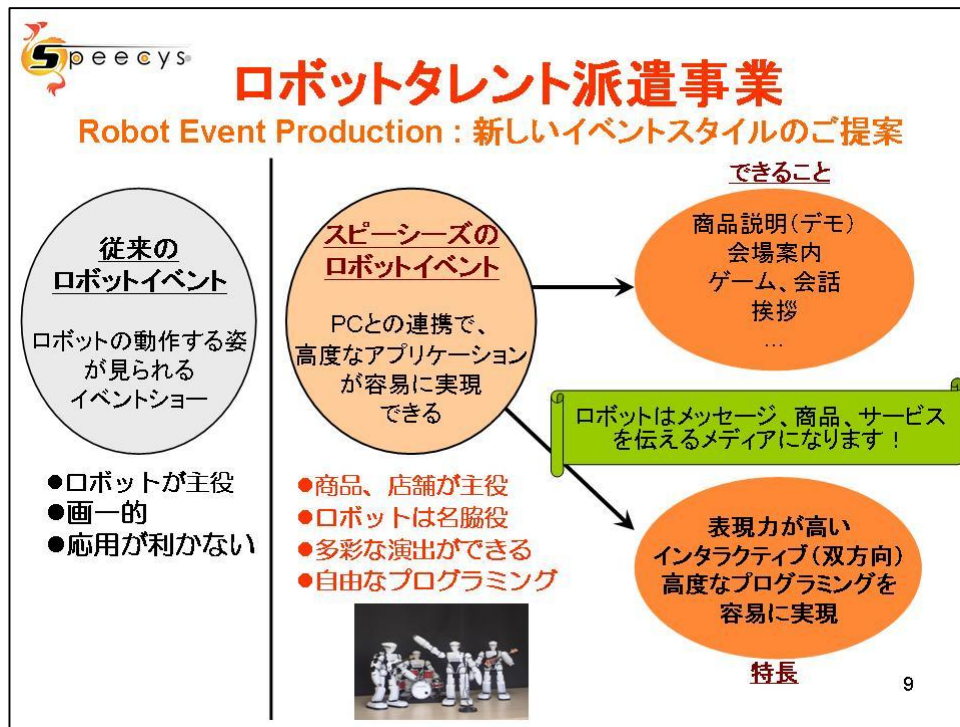 Speecys
ロボットタレント派遣事業
Robot Event Production : 新しいイベントスタイルのご提案
従来の
ロボットイベント
ロボットの動作する姿
が見られる
イベントショー
●ロボットが主役
●画一的
●応用が利かない
スピーシーズの
ロボットイベント
PCとの連携で、
高度なアプリケーション
が容易に実現
できる
●商品、店舗が主役
●ロボットは名脇役
●多彩な演出ができる
●自由なプログラミング
できること
商品説明(デモ)
会場案内
ゲーム、会話
挨拶
…
ロボットはメッセージ、商品、サービス
を伝えるメディアになります!
表現力が高い
インタラクティブ(双方向)
高度なプログラミングを
容易に実現
特長
9